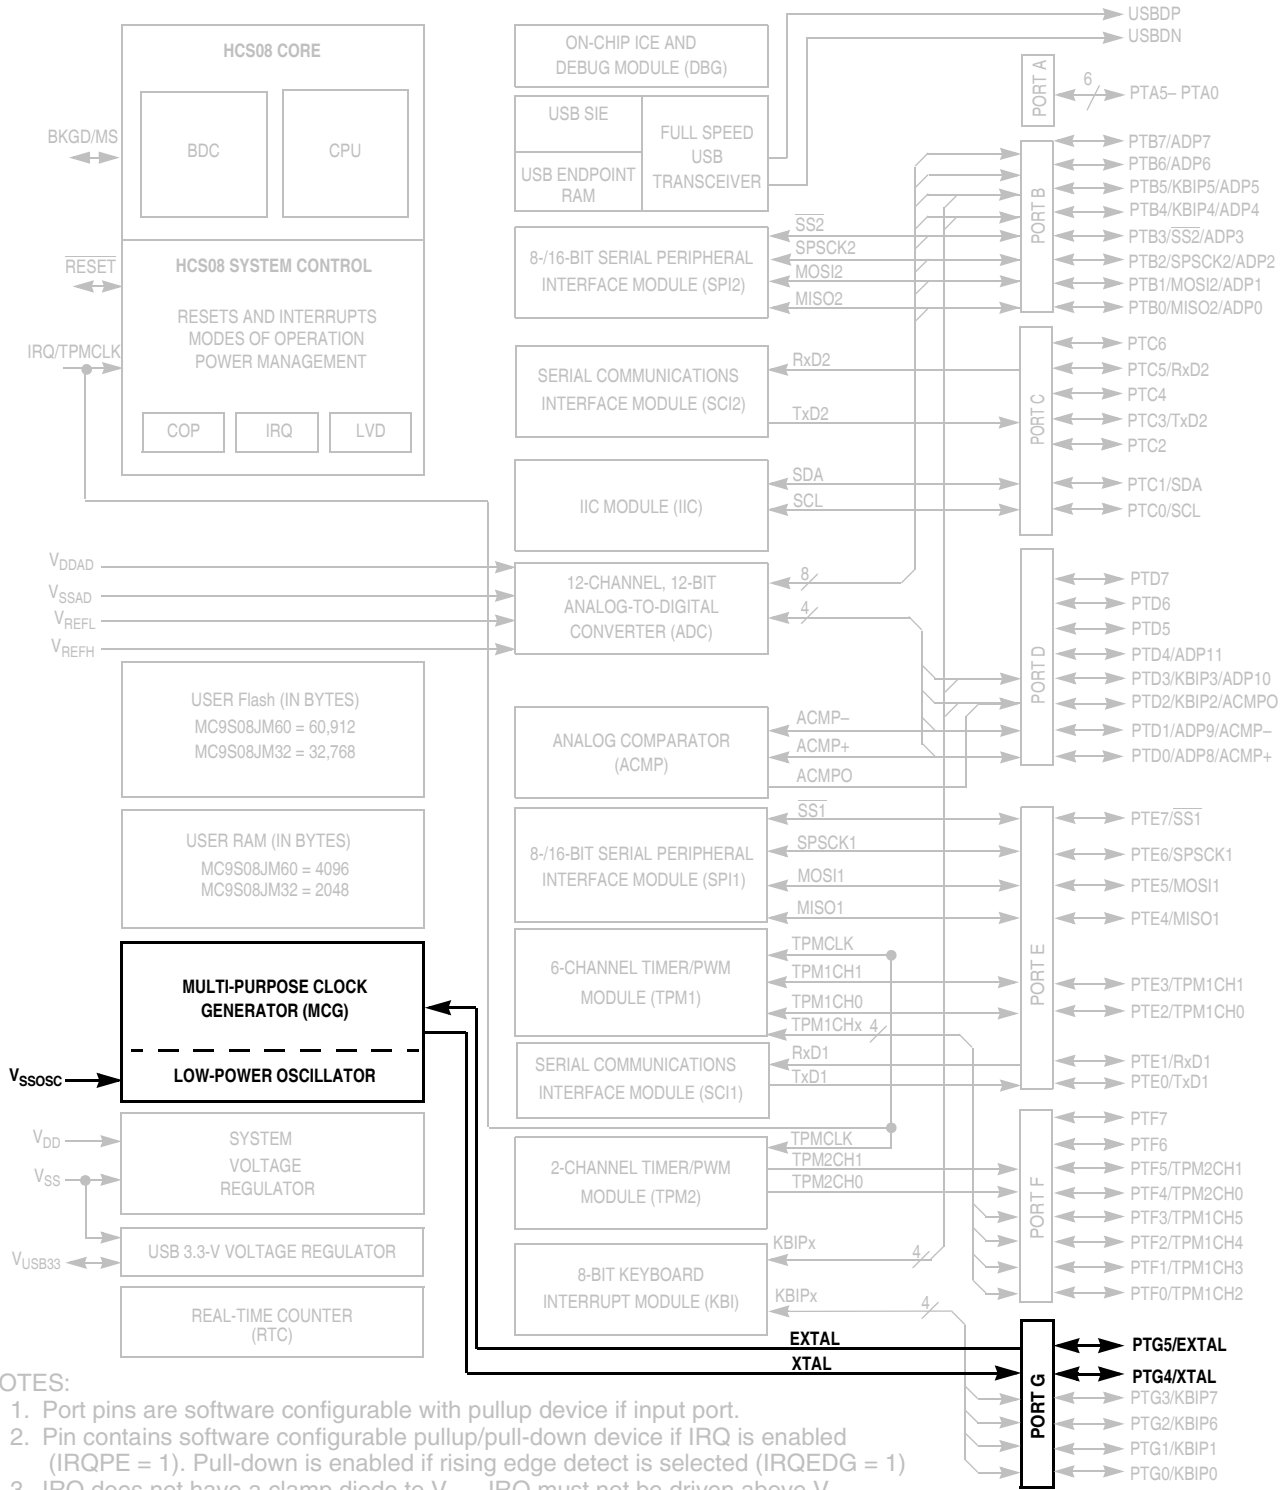 HCS08 CORE
BDC
CPU
BKGD/MS
RESET
HCS08 SYSTEM CONTROL
RESETS AND INTERRUPTS
MODES OF OPERATION
POWER MANAGEMENT
IRQ/TPMCLK
COP
IRQ
LVD
VDDAD
VSSAD
VREFL
VREFH
USER Flash (IN BYTES)
MC9S08JM60 = 60,912
MC9S08JM32 = 32,768
USER RAM (IN BYTES)
MC9S08JM60 = 4096
MC9S08JM32 = 2048
MULTI-PURPOSE CLOCK
GENERATOR (MCG)
VSSOSC
LOW-POWER OSCILLATOR
VDD
VSS
SYSTEM
VOLTAGE
REGULATOR
VUSB33
USB 3.3-V VOLTAGE REGULATOR
REAL-TIME COUNTER
(RTC)
ON-CHIP ICE AND
DEBUG MODULE (DBG)
USB SIE
USB ENDPOINT
RAM
FULL SPEED
USB
TRANSCEIVER
8-/16-BIT SERIAL PERIPHERAL
INTERFACE MODULE (SPI2)
SS2
SPSCK2
MOSI2
MISO2
SERIAL COMMUNICATIONS
INTERFACE MODULE (SCI2)
RxD2
TxD2
IIC MODULE (IIC)
SDA
SCL
12-CHANNEL, 12-BIT
ANALOG-TO-DIGITAL
CONVERTER (ADC)
8
4
ANALOG COMPARATOR
(ACMP)
ACMP–
ACMP+
ACMPO
8-/16-BIT SERIAL PERIPHERAL
INTERFACE MODULE (SPI1)
SS1
SPSCK1
MOSI1
MISO1
6-CHANNEL TIMER/PWM
MODULE (TPM1)
TPMCLK
TPM1CH1
TPM1CH0
TPM1CHx 4
SERIAL COMMUNICATIONS
INTERFACE MODULE (SCI1)
RxD1
TxD1
2-CHANNEL TIMER/PWM
MODULE (TPM2)
TPMCLK
TPM2CH1
TPM2CH0
8-BIT KEYBOARD
INTERRUPT MODULE (KBI)
KBIPx
4
KBIPx
4
EXTAL
XTAL
USBDP
USBDN
PORT A
6
PTA5– PTA0
PORT B
PTB7/ADP7
PTB6/ADP6
PTB5/KBIP5/ADP5
PTB4/KBIP4/ADP4
PTB3/SS2/ADP3
PTB2/SPSCK2/ADP2
PTB1/MOSI2/ADP1
PTB0/MISO2/ADP0
PORT C
PTC6
PTC5/RxD2
PTC4
PTC3/TxD2
PTC2
PTC1/SDA
PTC0/SCL
PORT D
PTD7
PTD6
PTD5
PTD4/ADP11
PTD3/KBIP3/ADP10
PTD2/KBIP2/ACMPO
PTD1/ADP9/ACMP–
PTD0/ADP8/ACMP+
PORT E
PTE7/SS1
PTE6/SPSCK1
PTE5/MOSI1
PTE4/MISO1
PTE3/TPM1CH1
PTE2/TPM1CH0
PTE1/RxD1
PTE0/TxD1
PORT F
PTF7
PTF6
PTF5/TPM2CH1
PTF4/TPM2CH0
PTF3/TPM1CH5
PTF2/TPM1CH4
PTF1/TPM1CH3
PTF0/TPM1CH2
PORT G
PTG5/EXTAL
PTG4/XTAL
PTG3/KBIP7
PTG2/KBIP6
PTG1/KBIP1
PTG0/KBIP0
OTES:
1. Port pins are software configurable with pullup device if input port.
2. Pin contains software configurable pullup/pull-down device if IRQ is enabled
(IRQPE = 1). Pull-down is enabled if rising edge detect is selected (IRQEDG = 1)
3. IRQ does not have a clamp diode to V IRQ must not be driven above V